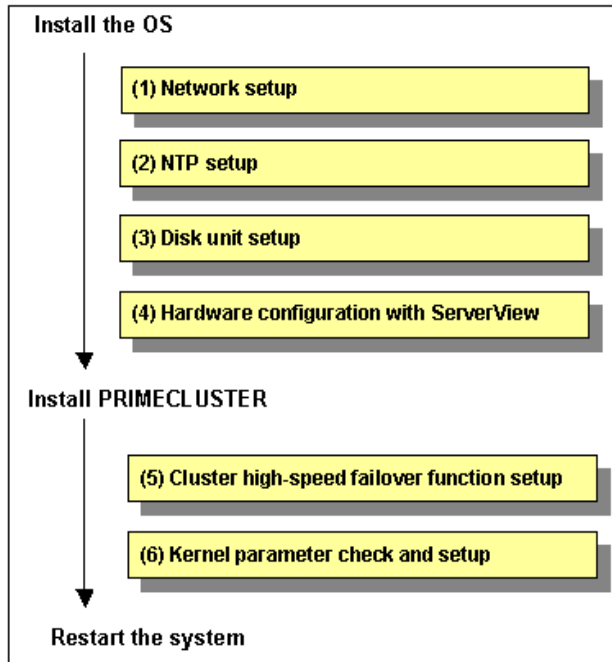 Install the OS
(1) Network setup
(2) NTP setup
(3) Disk unit setup
(4) Hardware configuration with ServerView
Install PRIMECLUSTER
(5) Cluster high-speed failover function setup
(6) Kernel parameter check and setup
Restart the system